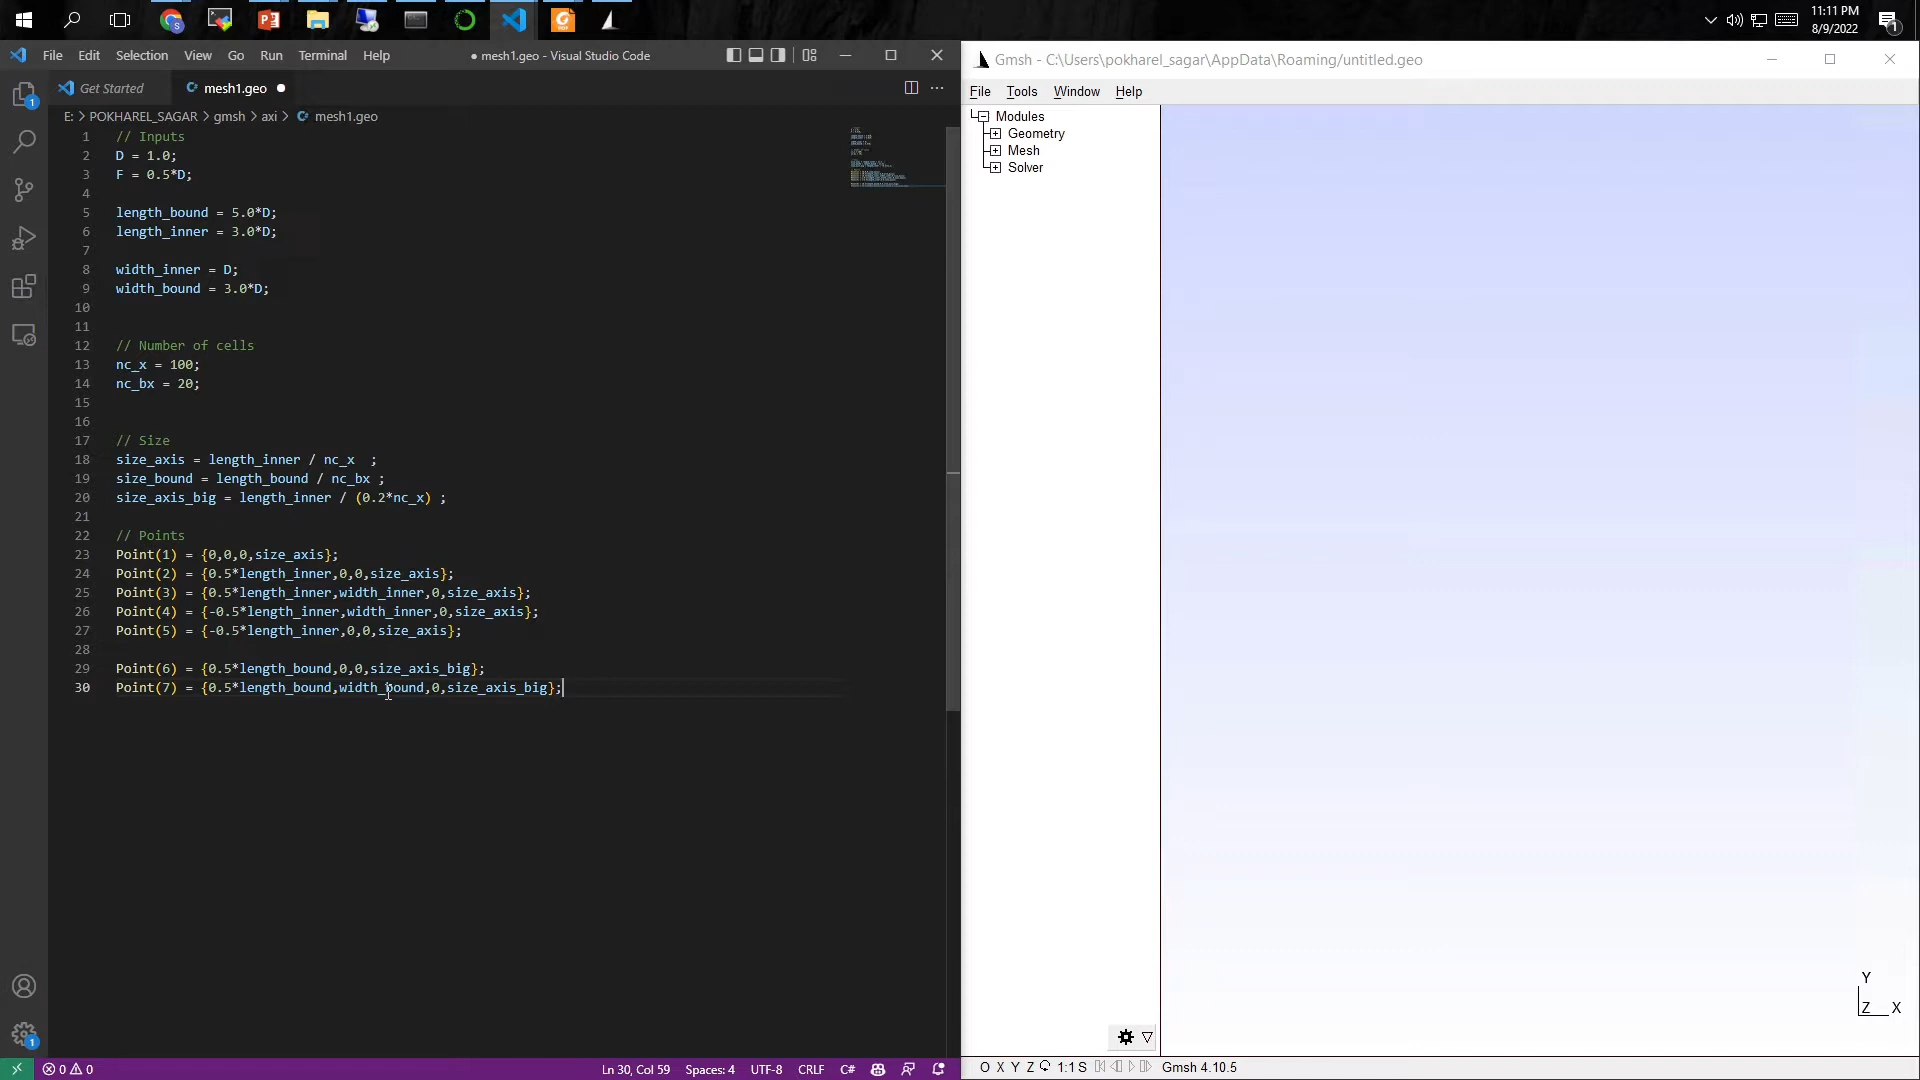 11:11 PM
8/9/2022
1
File Edit Selection View Go Run Terminal Help
● mesh1.geo - Visual Studio Code
Get Started
mesh1.geo ●
E: > POKHAREL_SAGAR > gmsh > axi > mesh1.geo
1 // Inputs
2 D = 1.0;
3 F = 0.5*D;
4
5 length_bound = 5.0*D;
6 length_inner = 3.0*D;
7
8 width_inner = D;
9 width_bound = 3.0*D;
10
11
12 // Number of cells
13 nc_x = 100;
14 nc_bx = 20;
15
16
17 // Size
18 size_axis = length_inner / nc_x  ;
19 size_bound = length_bound / nc_bx ;
20 size_axis_big = length_inner / (0.2*nc_x) ;
21
22 // Points
23 Point(1) = {0,0,0,size_axis};
24 Point(2) = {0.5*length_inner,0,0,size_axis};
25 Point(3) = {0.5*length_inner,width_inner,0,size_axis};
26 Point(4) = {-0.5*length_inner,width_inner,0,size_axis};
27 Point(5) = {-0.5*length_inner,0,0,size_axis};
28
29 Point(6) = {0.5*length_bound,0,0,size_axis_big};
30 Point(7) = {0.5*length_bound,width_bound,0,size_axis_big};
1
1
0 0
Ln 30, Col 59 Spaces: 4 UTF-8 CRLF C#
Gmsh - C:\Users\pokharel_sagar\AppData\Roaming/untitled.geo
File Tools Window Help
Modules
Geometry
Mesh
Solver
Y
Z X
O X Y Z 1:1 S Gmsh 4.10.5